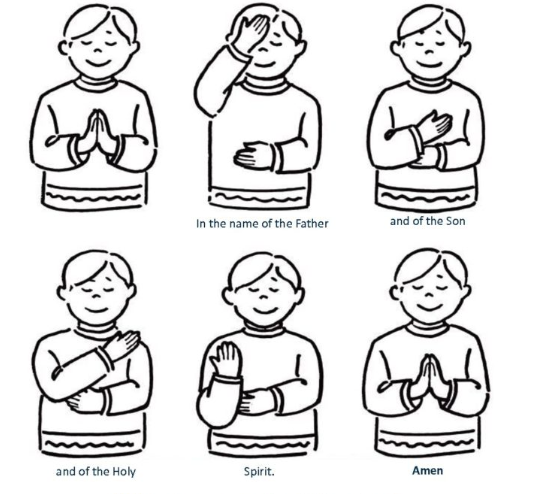 In the name of the Father
and of the Son
and of the Holy
Spirit.
Amen